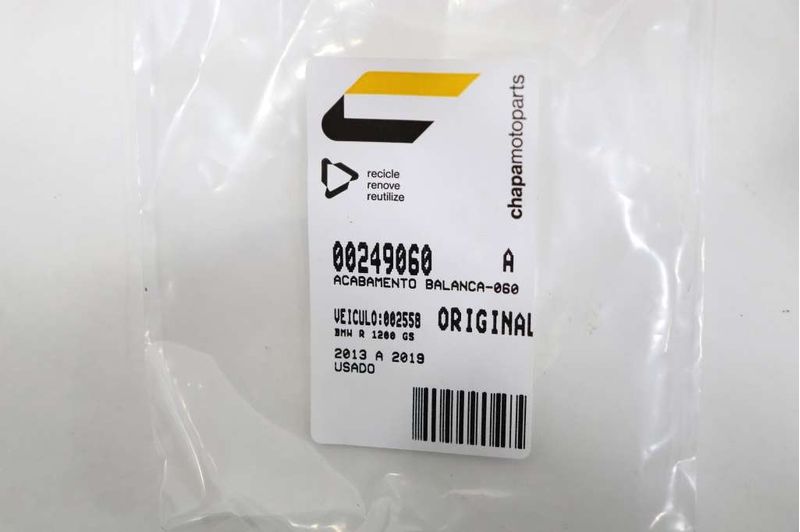 chapamotoparts
recicle
renove
reutilize
00249060 A
ACABAMENTO BALANCA-060
VEICULO:002558 ORIGINAL
BMW R 1200 GS
2013 A 2019
USADO